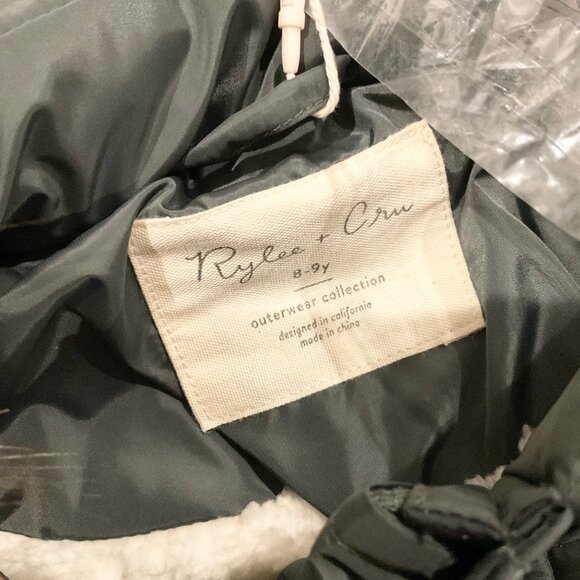 Rylee + Cru
8-9y
outerwear collection
designed in california
made in china